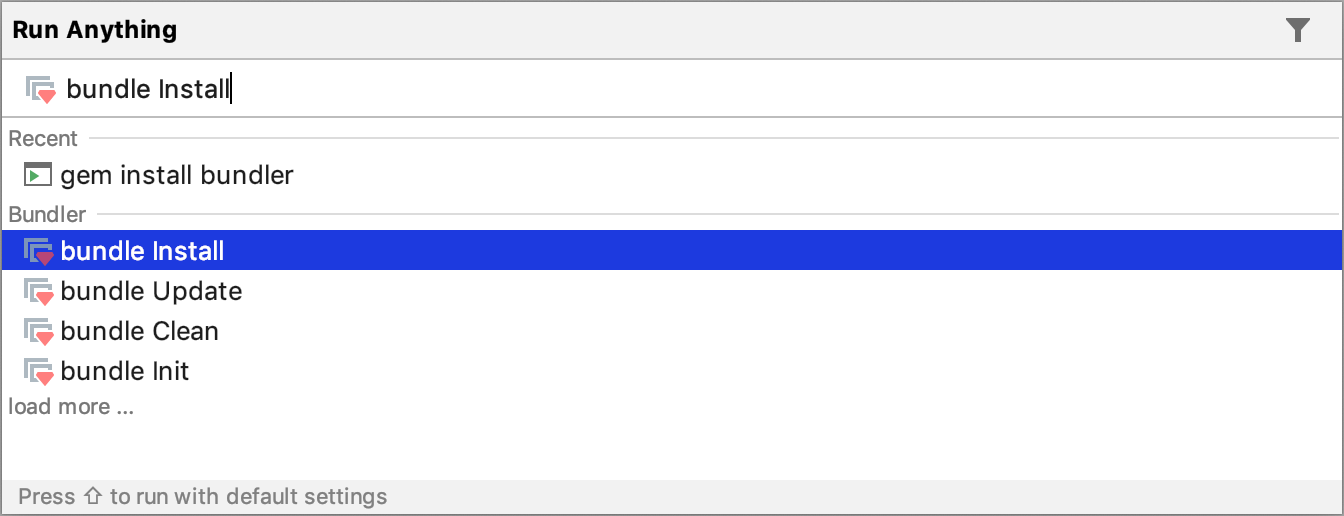 Run Anything
bundle Install
Recent
gem install bundler
Bundler
bundle Install
bundle Update
bundle Clean
bundle Init
load more ...
Press ⇧ to run with default settings